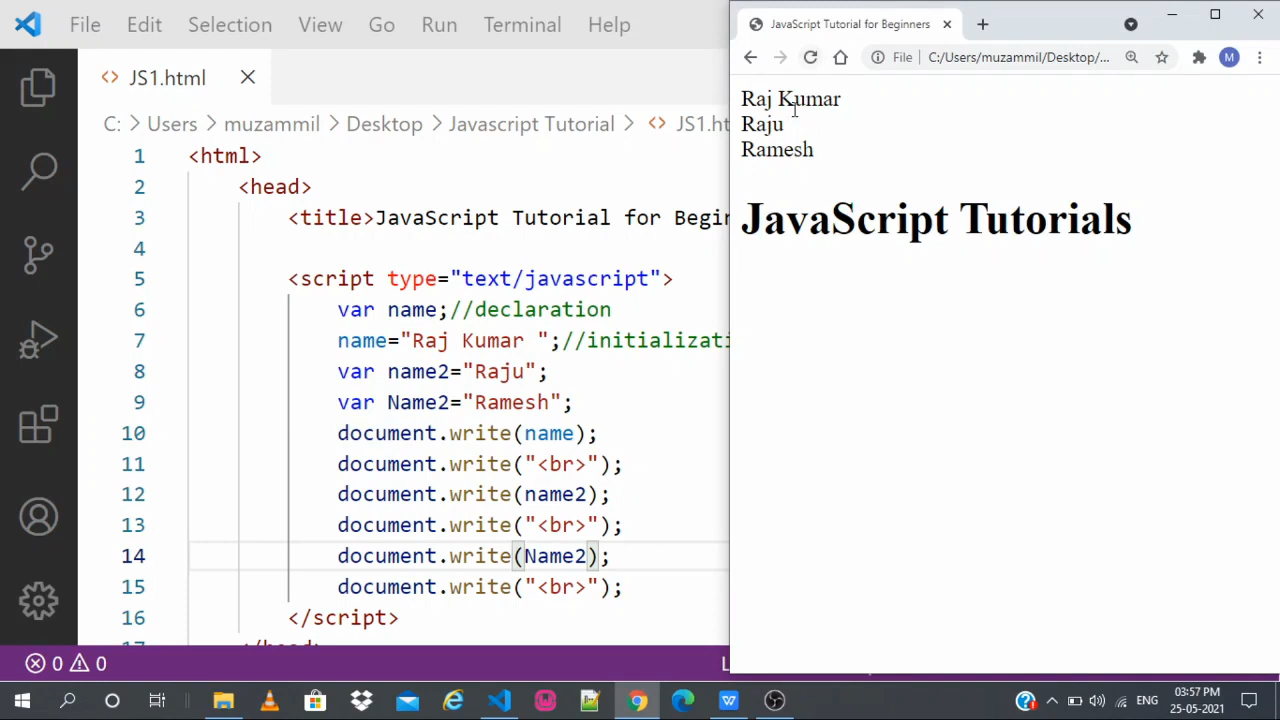 File Edit Selection View Go Run Terminal Help
JS1.html
C: > Users > muzammil > Desktop > Javascript Tutorial > <> JS1.ht
1 <html>
2 <head>
3 <title>JavaScript Tutorial for Begin
4
5 <script type="text/javascript">
6 var name;//declaration
7 name="Raj Kumar ";//initializati
8 var name2="Raju";
9 var Name2="Ramesh";
10 document.write(name);
11 document.write("<br>");
12 document.write(name2);
13 document.write("<br>");
14 document.write(Name2);
15 document.write("<br>");
16 </script>
17 </head>
0 0 L
JavaScript Tutorial for Beginners
File C:/Users/muzammil/Desktop/... M
Raj Kumar
Raju
Ramesh
JavaScript Tutorials
ENG 03:57 PM
25-05-2021